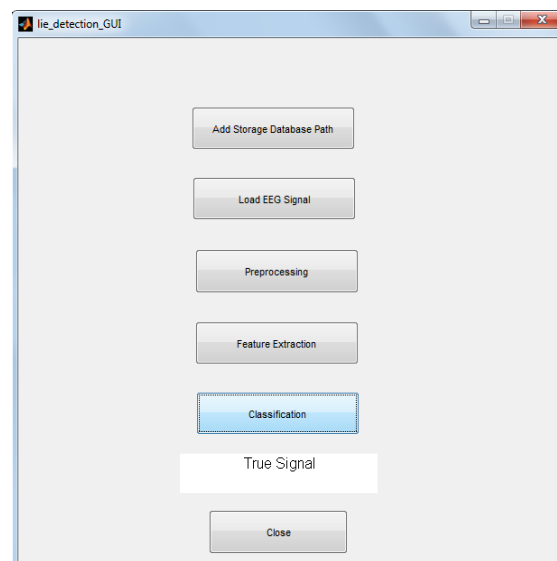 lie_detection_GUI
Add Storage Database Path
Load EEG Signal
Preprocessing
Feature Extraction
Classification
True Signal
Close